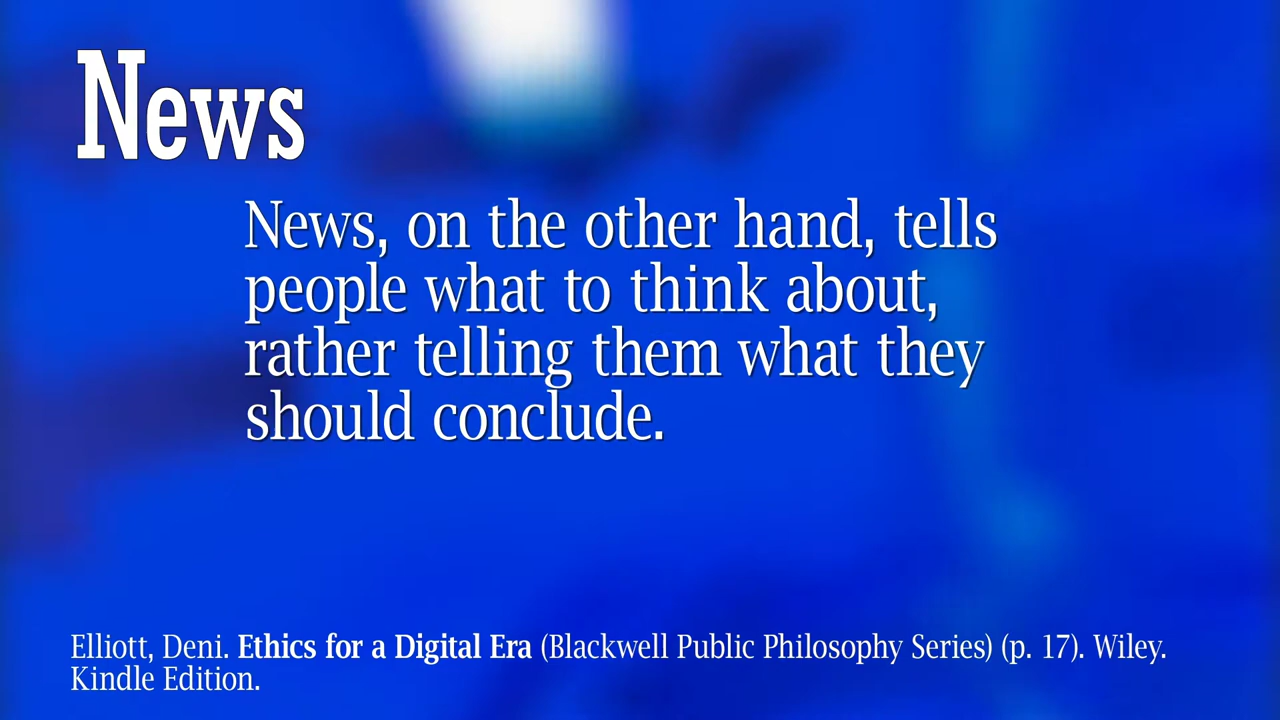 News
News, on the other hand, tells
people what to think about,
rather telling them what they
should conclude.
Elliott, Deni. Ethics for a Digital Era (Blackwell Public Philosophy Series) (p. 17). Wiley.
Kindle Edition.